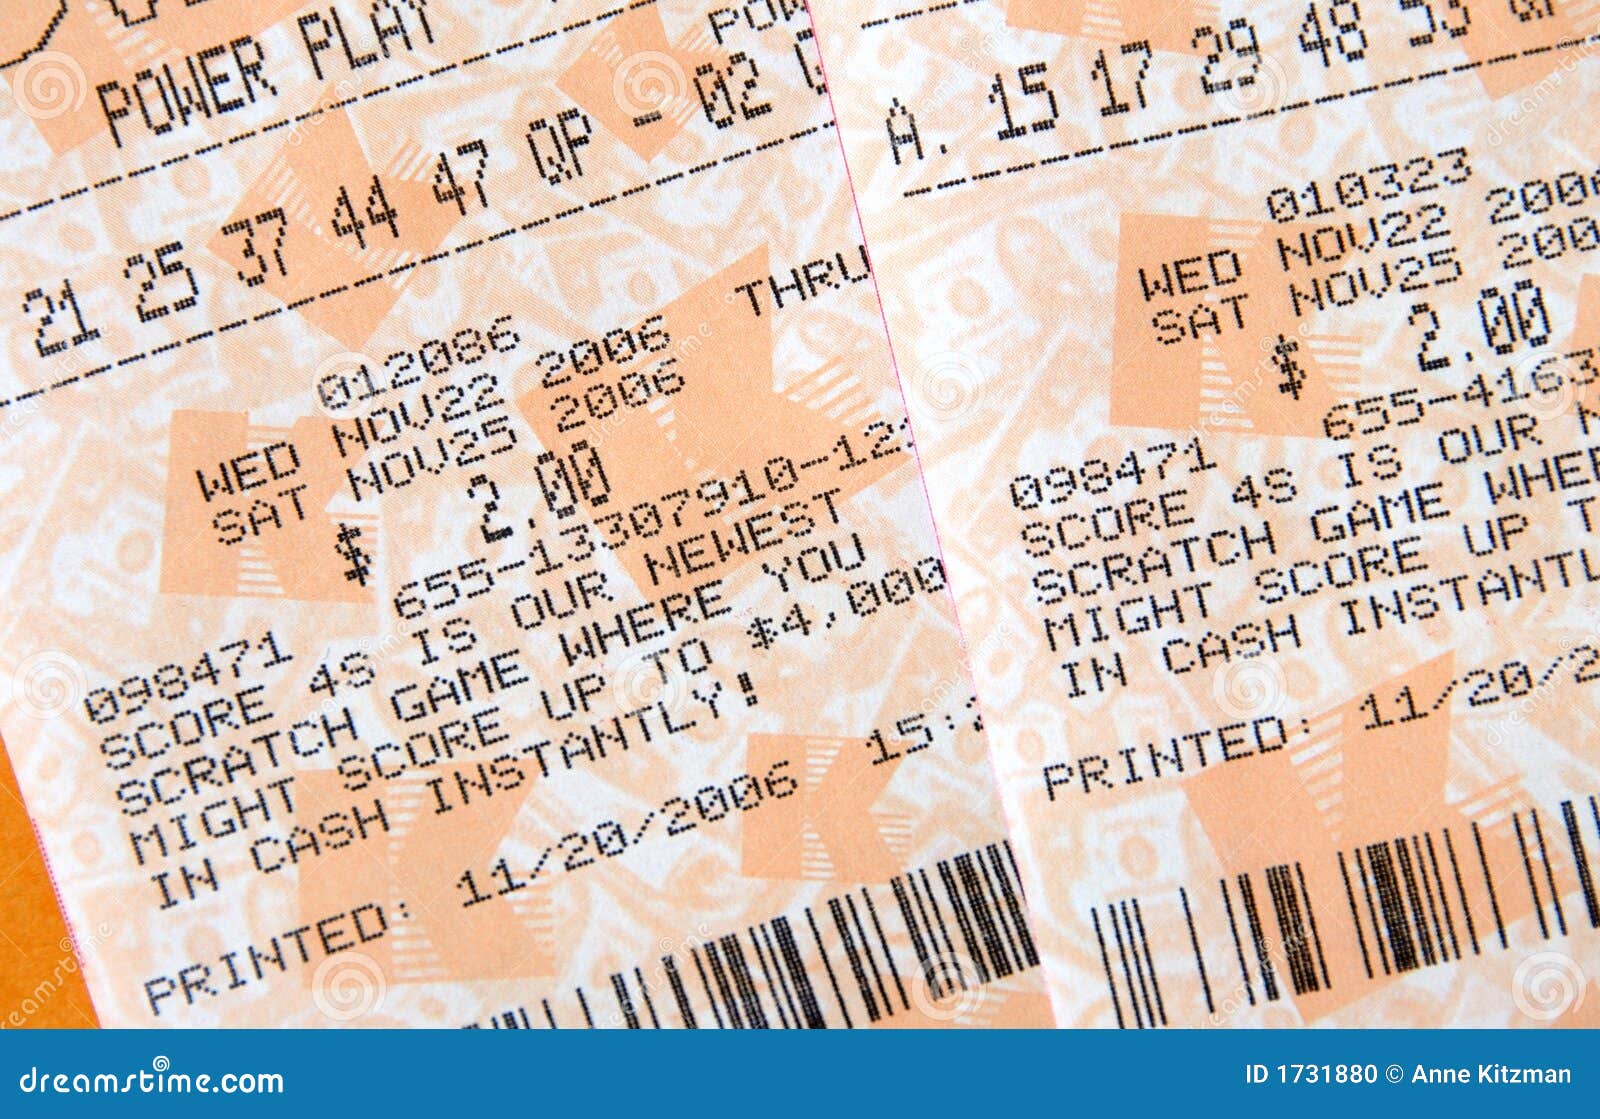 POWER PLAY
21 25 37 44 47 QP - 02
012086
WED NOV22 2006 THRU
SAT NOV25 2006
$ 2.00
655-13307910-12
098471
SCORE 4S IS OUR NEWEST
SCRATCH GAME WHERE YOU
MIGHT SCORE UP TO $4,000
IN CASH INSTANTLY!
PRINTED: 11/20/2006 15:
A. 15 17 29 48 53 QP
010323
WED NOV22 2006
SAT NOV25 200
$ 2.00
655-4163
098471
SCORE 4S IS OUR N
SCRATCH GAME WHER
MIGHT SCORE UP T
IN CASH INSTANTL
PRINTED: 11/20/2
dreamstime.com
ID 1731880 © Anne Kitzman